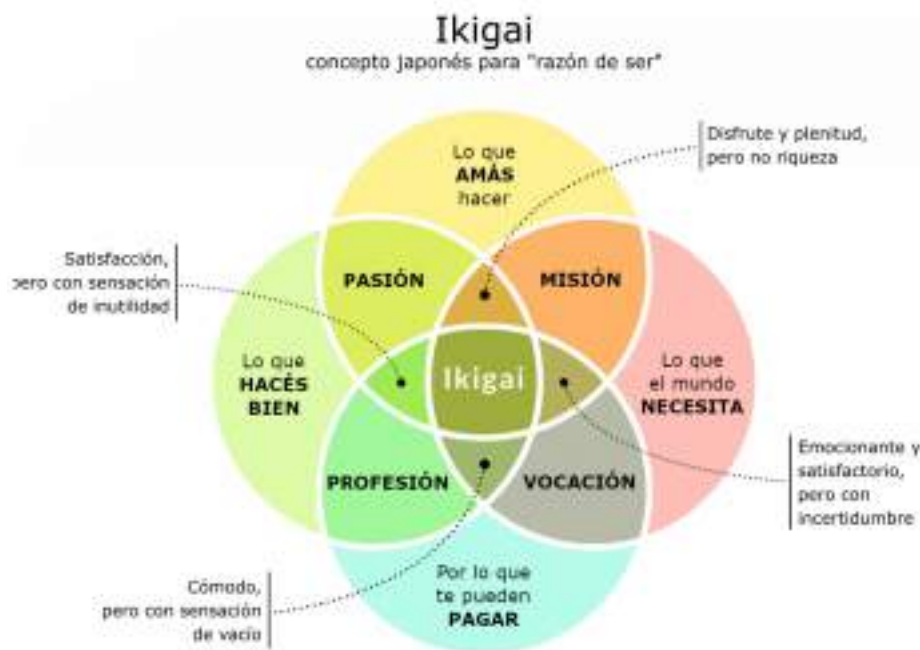 Ikigai
concepto japonés para "razón de ser"
Lo que
AMÁS
hacer
Disfrute y plenitud,
pero no riqueza
Satisfacción,
pero con sensación
de inutilidad
PASIÓN
MISIÓN
Lo que
HACÉS
BIEN
Ikigai
Lo que
el mundo
NECESITA
PROFESIÓN
VOCACIÓN
Emocionante y
satisfactorio,
pero con
incertidumbre
Cómodo,
pero con sensación
de vacío
Por lo que
te pueden
PAGAR